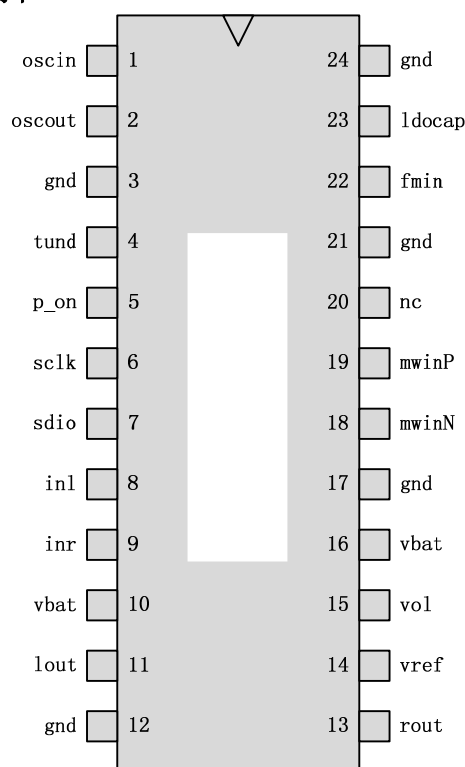 oscin 1 24 gnd
oscout 2 23 ldocap
gnd 3 22 fmin
tund 4 21 gnd
p_on 5 20 nc
sclk 6 19 mwinP
sdio 7 18 mwinN
inl 8 17 gnd
inr 9 16 vbat
vbat 10 15 vol
lout 11 14 vref
gnd 12 13 rout